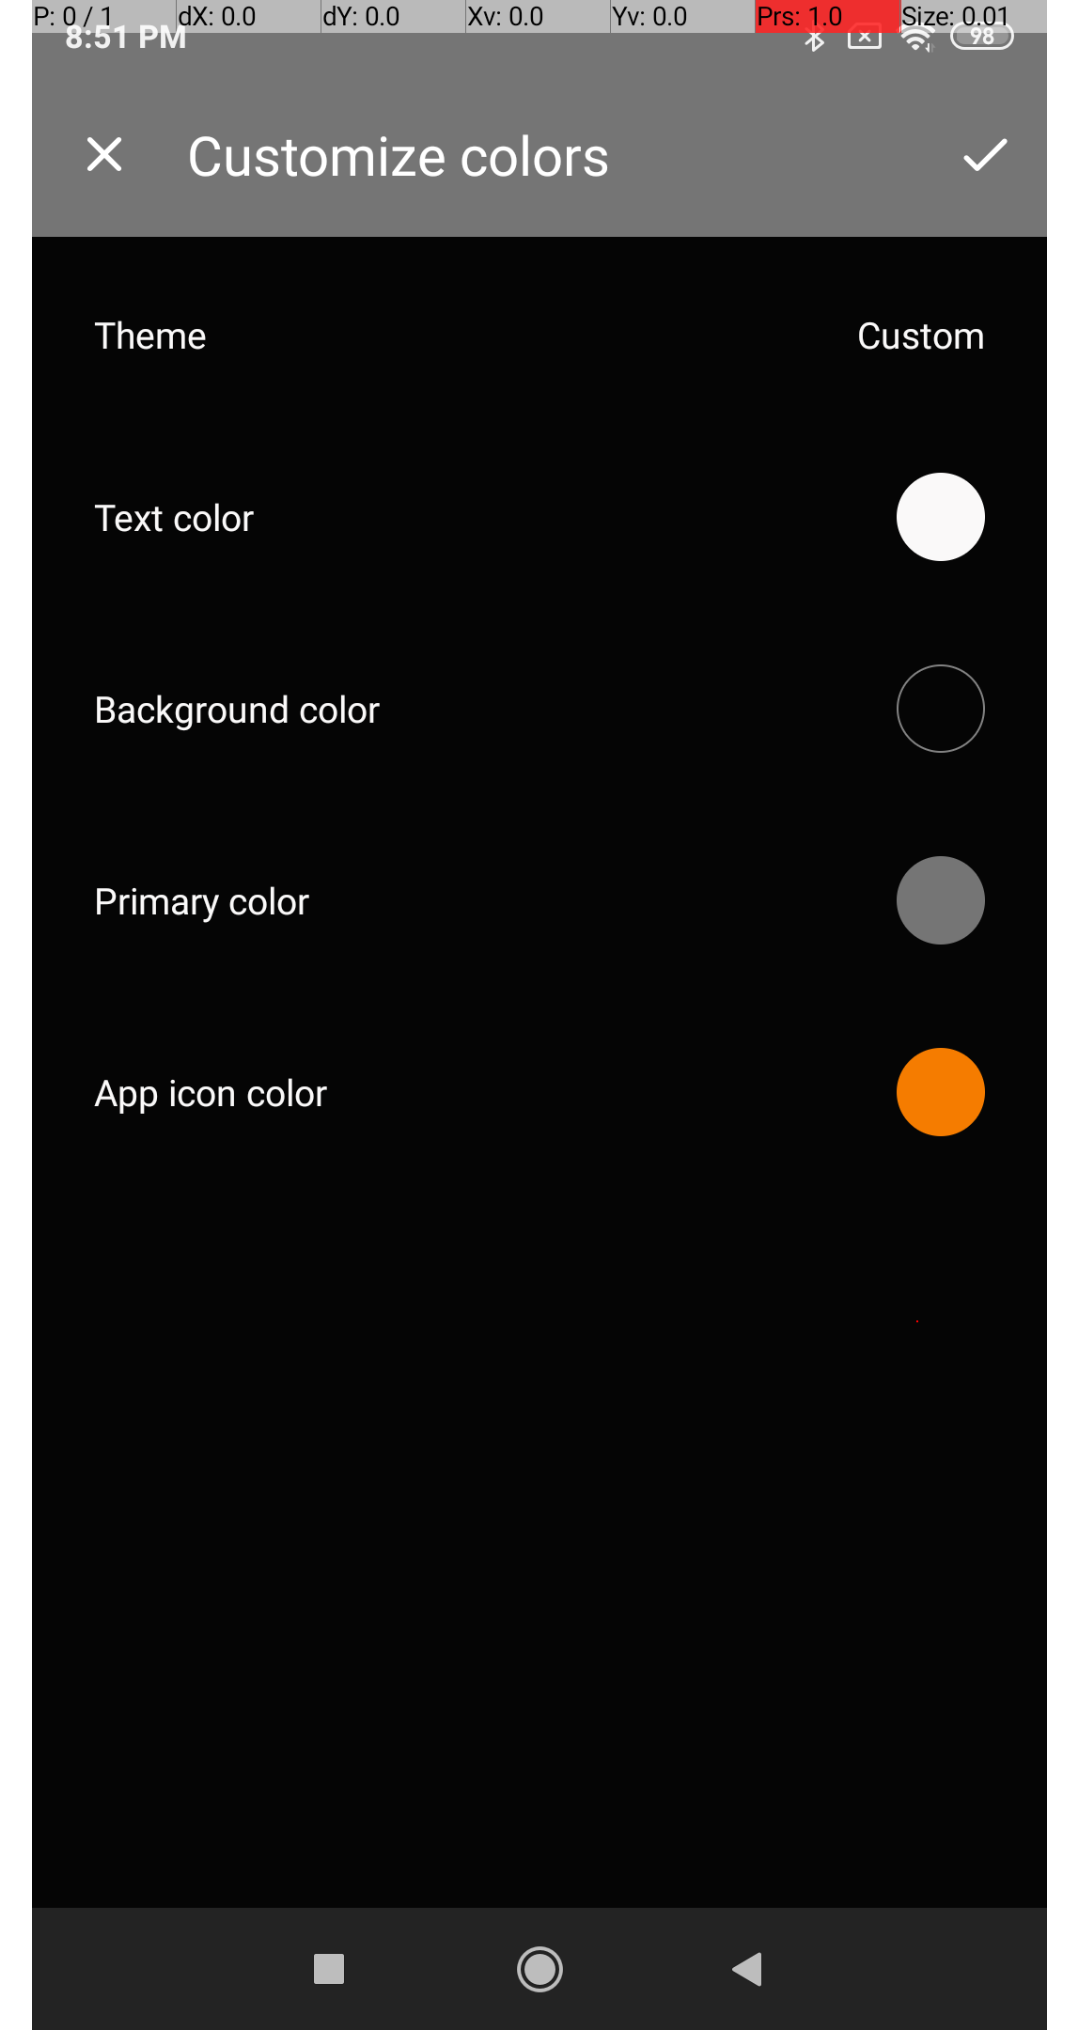 P: 0 / 1 dX: 0.0 dY: 0.0 Xv: 0.0 Yv: 0.0 Prs: 1.0 Size: 0.01
8:51 PM 98
Customize colors
Theme Custom
Text color
Background color
Primary color
App icon color